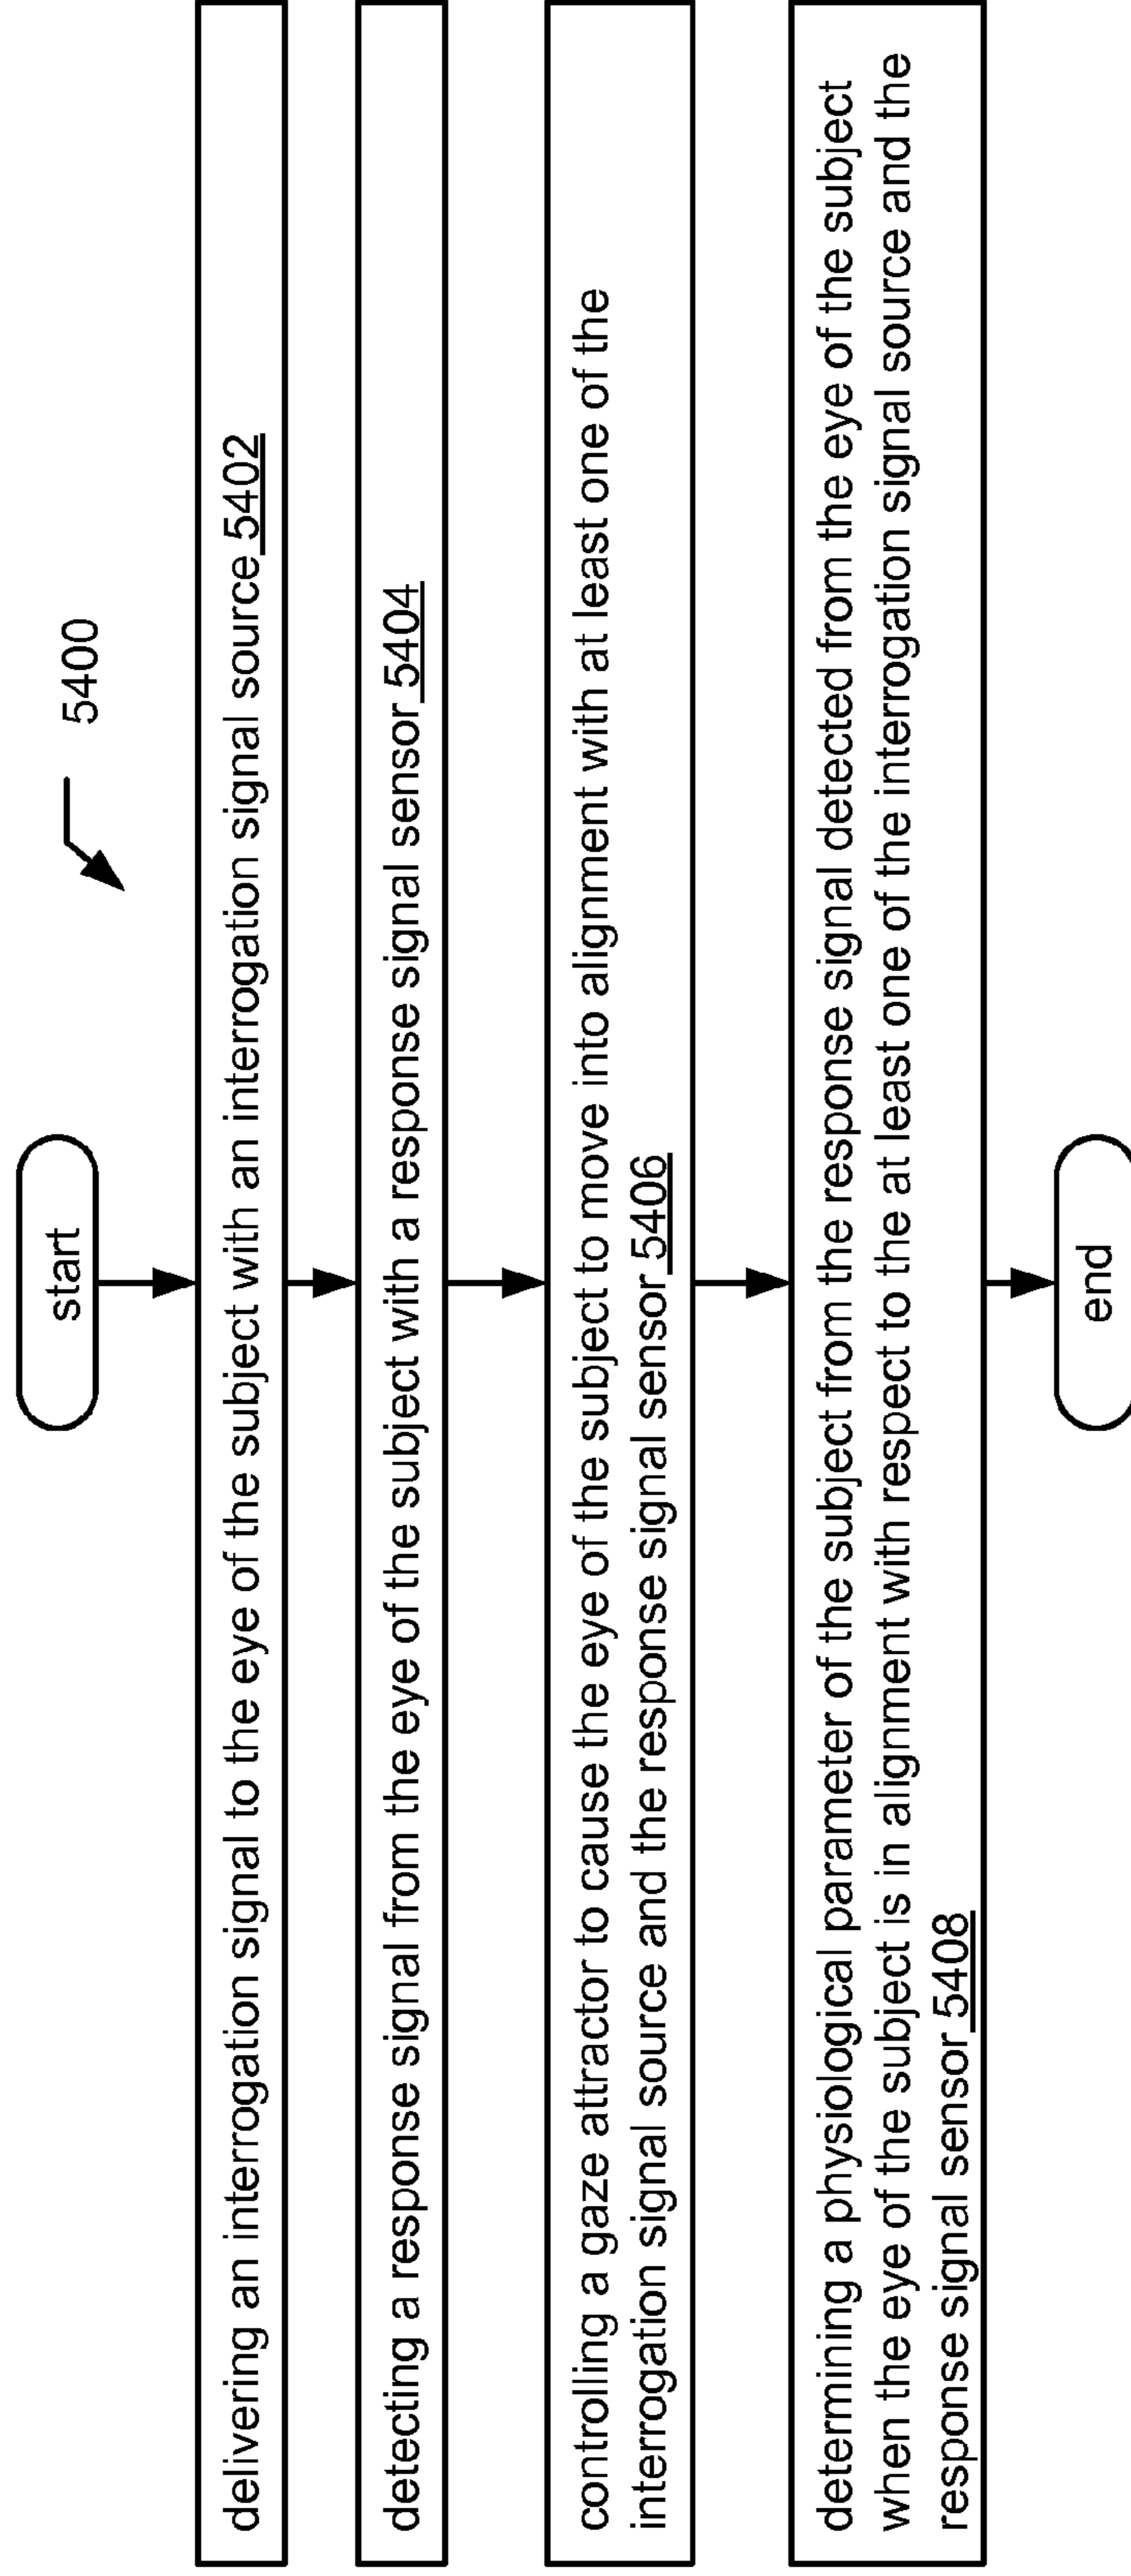 5400
start
delivering an interrogation signal to the eye of the subject with an interrogation signal source 5402
detecting a response signal from the eye of the subject with a response signal sensor 5404
controlling a gaze attractor to cause the eye of the subject to move into alignment with at least one of the
interrogation signal source and the response signal sensor 5406
determining a physiological parameter of the subject from the response signal detected from the eye of the subject
when the eye of the subject is in alignment with respect to the at least one of the interrogation signal source and the
response signal sensor 5408
end